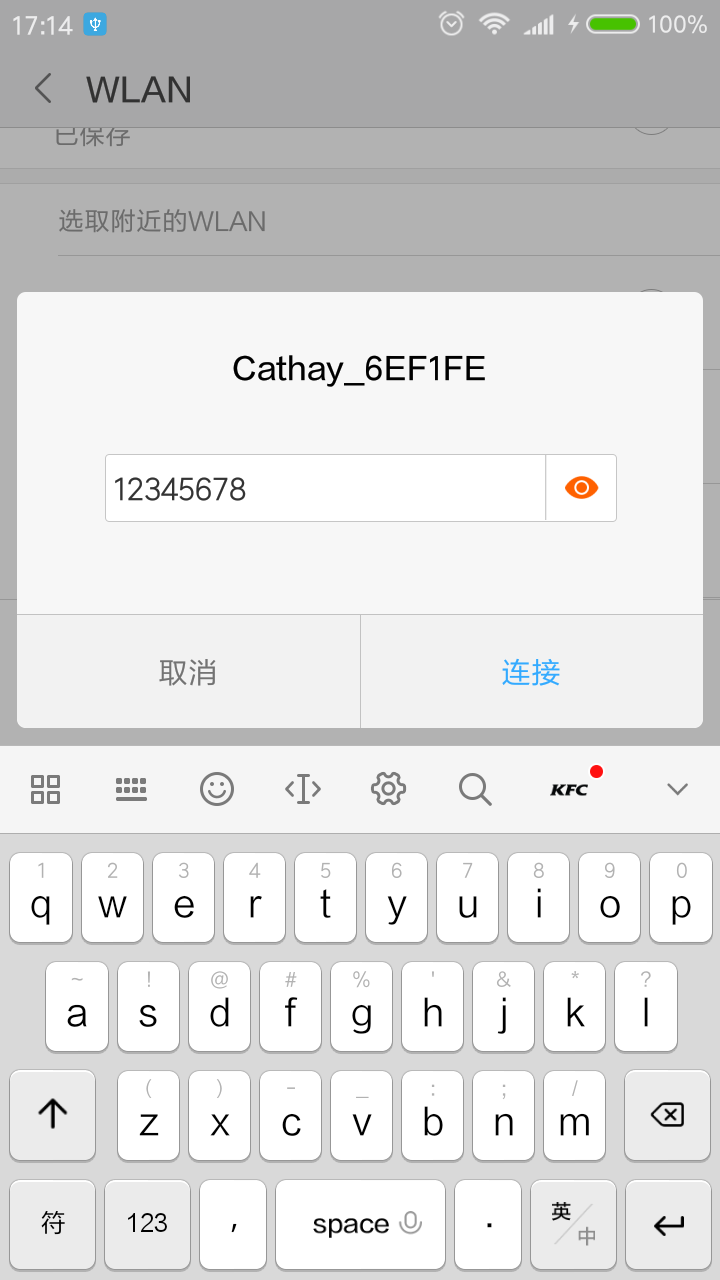 17:14 100%
WLAN
已保存
选取附近的WLAN
Cathay_6EF1FE
12345678
取消 连接
KFC
1 2 3 4 5 6 7 8 9 0
q w e r t y u i o p
~ ! @ # % ' & * ?
a s d f g h j k l
( ) - _ : ; /
z x c v b n m
符 123 , space . 英/中